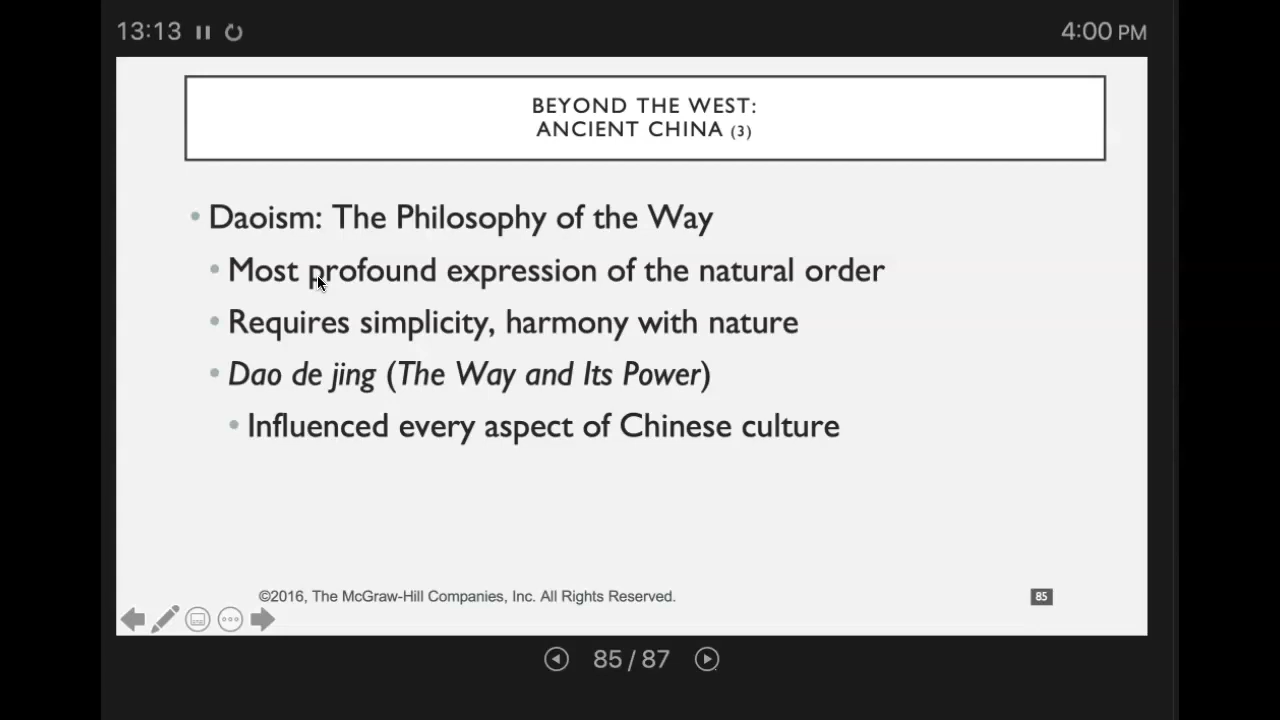 13:13
4:00 PM
BEYOND THE WEST:
ANCIENT CHINA (3)
• Daoism: The Philosophy of the Way
• Most profound expression of the natural order
• Requires simplicity, harmony with nature
• Dao de jing (The Way and Its Power)
• Influenced every aspect of Chinese culture
©2016, The McGraw-Hill Companies, Inc. All Rights Reserved.
85
85 / 87